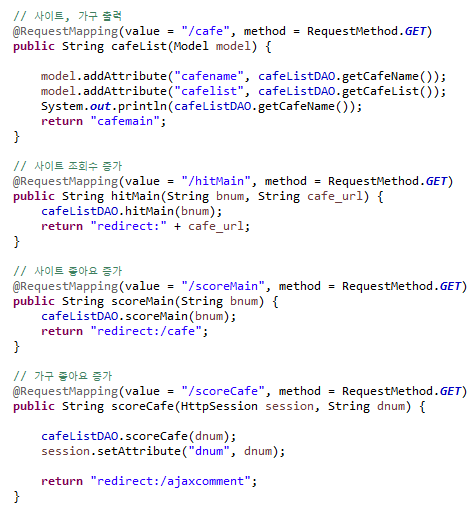 // 사이트, 가구 출력
@RequestMapping(value = "/cafe", method = RequestMethod.GET)
public String cafeList(Model model) {
model.addAttribute("cafename", cafeListDAO.getCafeName());
model.addAttribute("cafelist", cafeListDAO.getCafeList());
System.out.println(cafeListDAO.getCafeName());
return "cafemain";
}
// 사이트 조회수 증가
@RequestMapping(value = "/hitMain", method = RequestMethod.GET)
public String hitMain(String bnum, String cafe_url) {
cafeListDAO.hitMain(bnum);
return "redirect:" + cafe_url;
}
// 사이트 좋아요 증가
@RequestMapping(value = "/scoreMain", method = RequestMethod.GET)
public String scoreMain(String bnum) {
cafeListDAO.scoreMain(bnum);
return "redirect:/cafe";
}
// 가구 좋아요 증가
@RequestMapping(value = "/scoreCafe", method = RequestMethod.GET)
public String scoreCafe(HttpSession session, String dnum) {
cafeListDAO.scoreCafe(dnum);
session.setAttribute("dnum", dnum);
return "redirect:/ajaxcomment";
}